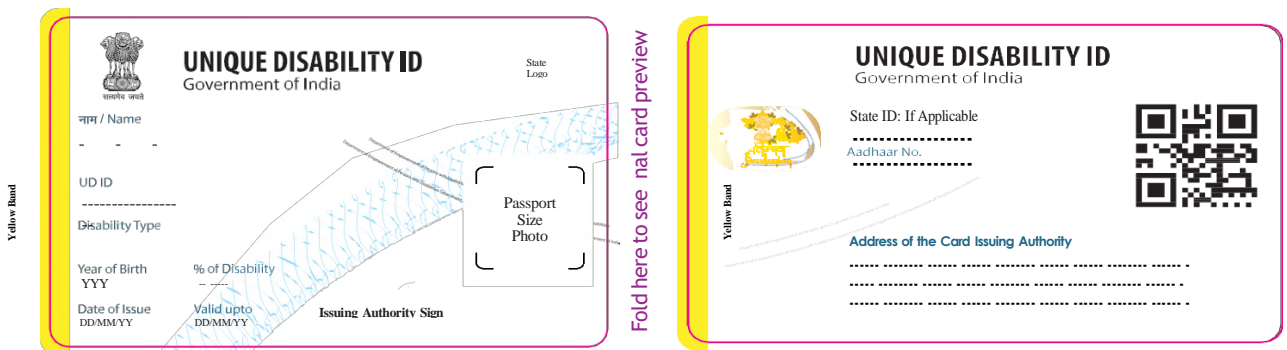 सत्यमेव जयते
UNIQUE DISABILITY ID
Government of India
State
Logo
नाम / Name
- - -
UD ID
----------------
Disability Type
--
Year of Birth
YYY
% of Disability
-- -----
Date of Issue
DD/MM/YY
Valid upto
DD/MM/YY
Issuing Authority Sign
Passport
Size
Photo
Yellow Band
Fold here to see nal card preview
UNIQUE DISABILITY ID
Government of India
State ID: If Applicable
Aadhaar No.
Yellow Band
Address of the Card Issuing Authority